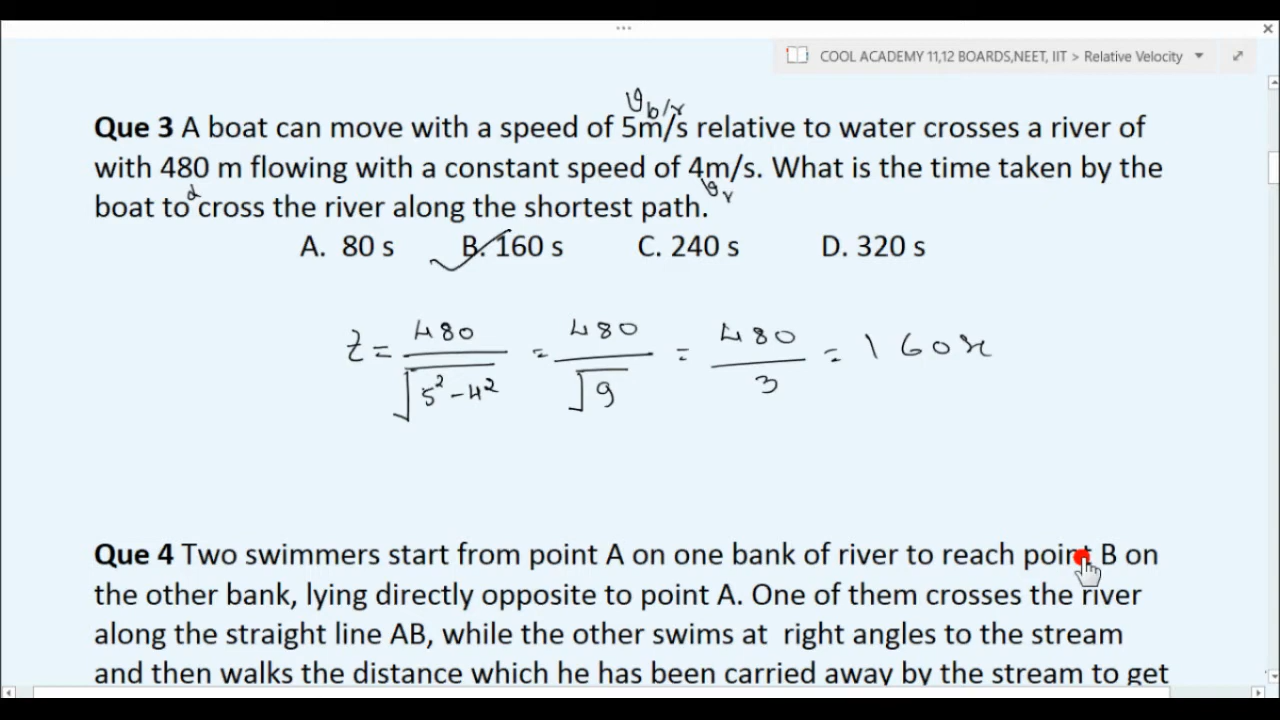 COOL ACADEMY 11,12 BOARDS,NEET, IIT > Relative Velocity
Que 3 A boat can move with a speed of 5m/s relative to water crosses a river of
with 480 m flowing with a constant speed of 4m/s. What is the time taken by the
boat to cross the river along the shortest path.
A. 80 s B. 160 s C. 240 s D. 320 s
t = 480 / √(5² – 4²) = 480 / √9 = 480 / 3 = 160
Que 4 Two swimmers start from point A on one bank of river to reach point B on
the other bank, lying directly opposite to point A. One of them crosses the river
along the straight line AB, while the other swims at right angles to the stream
and then walks the distance which he has been carried away by the stream to get